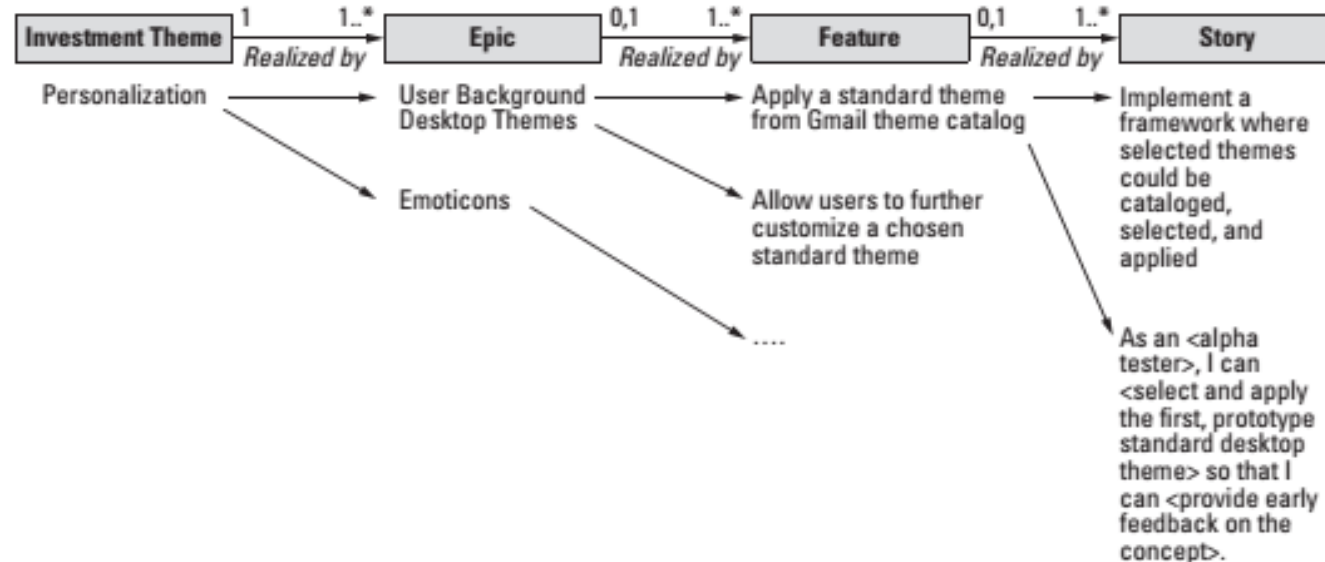 1 1..* 0,1 1..* 0,1 1..*
Investment Theme Epic Feature Story
Realized by Realized by Realized by
Personalization
User Background
Desktop Themes
Emoticons
Apply a standard theme
from Gmail theme catalog
Allow users to further
customize a chosen
standard theme
....
Implement a
framework where
selected themes
could be
cataloged,
selected, and
applied
As an <alpha
tester>, I can
<select and apply
the first, prototype
standard desktop
theme> so that I
can <provide early
feedback on the
concept>.